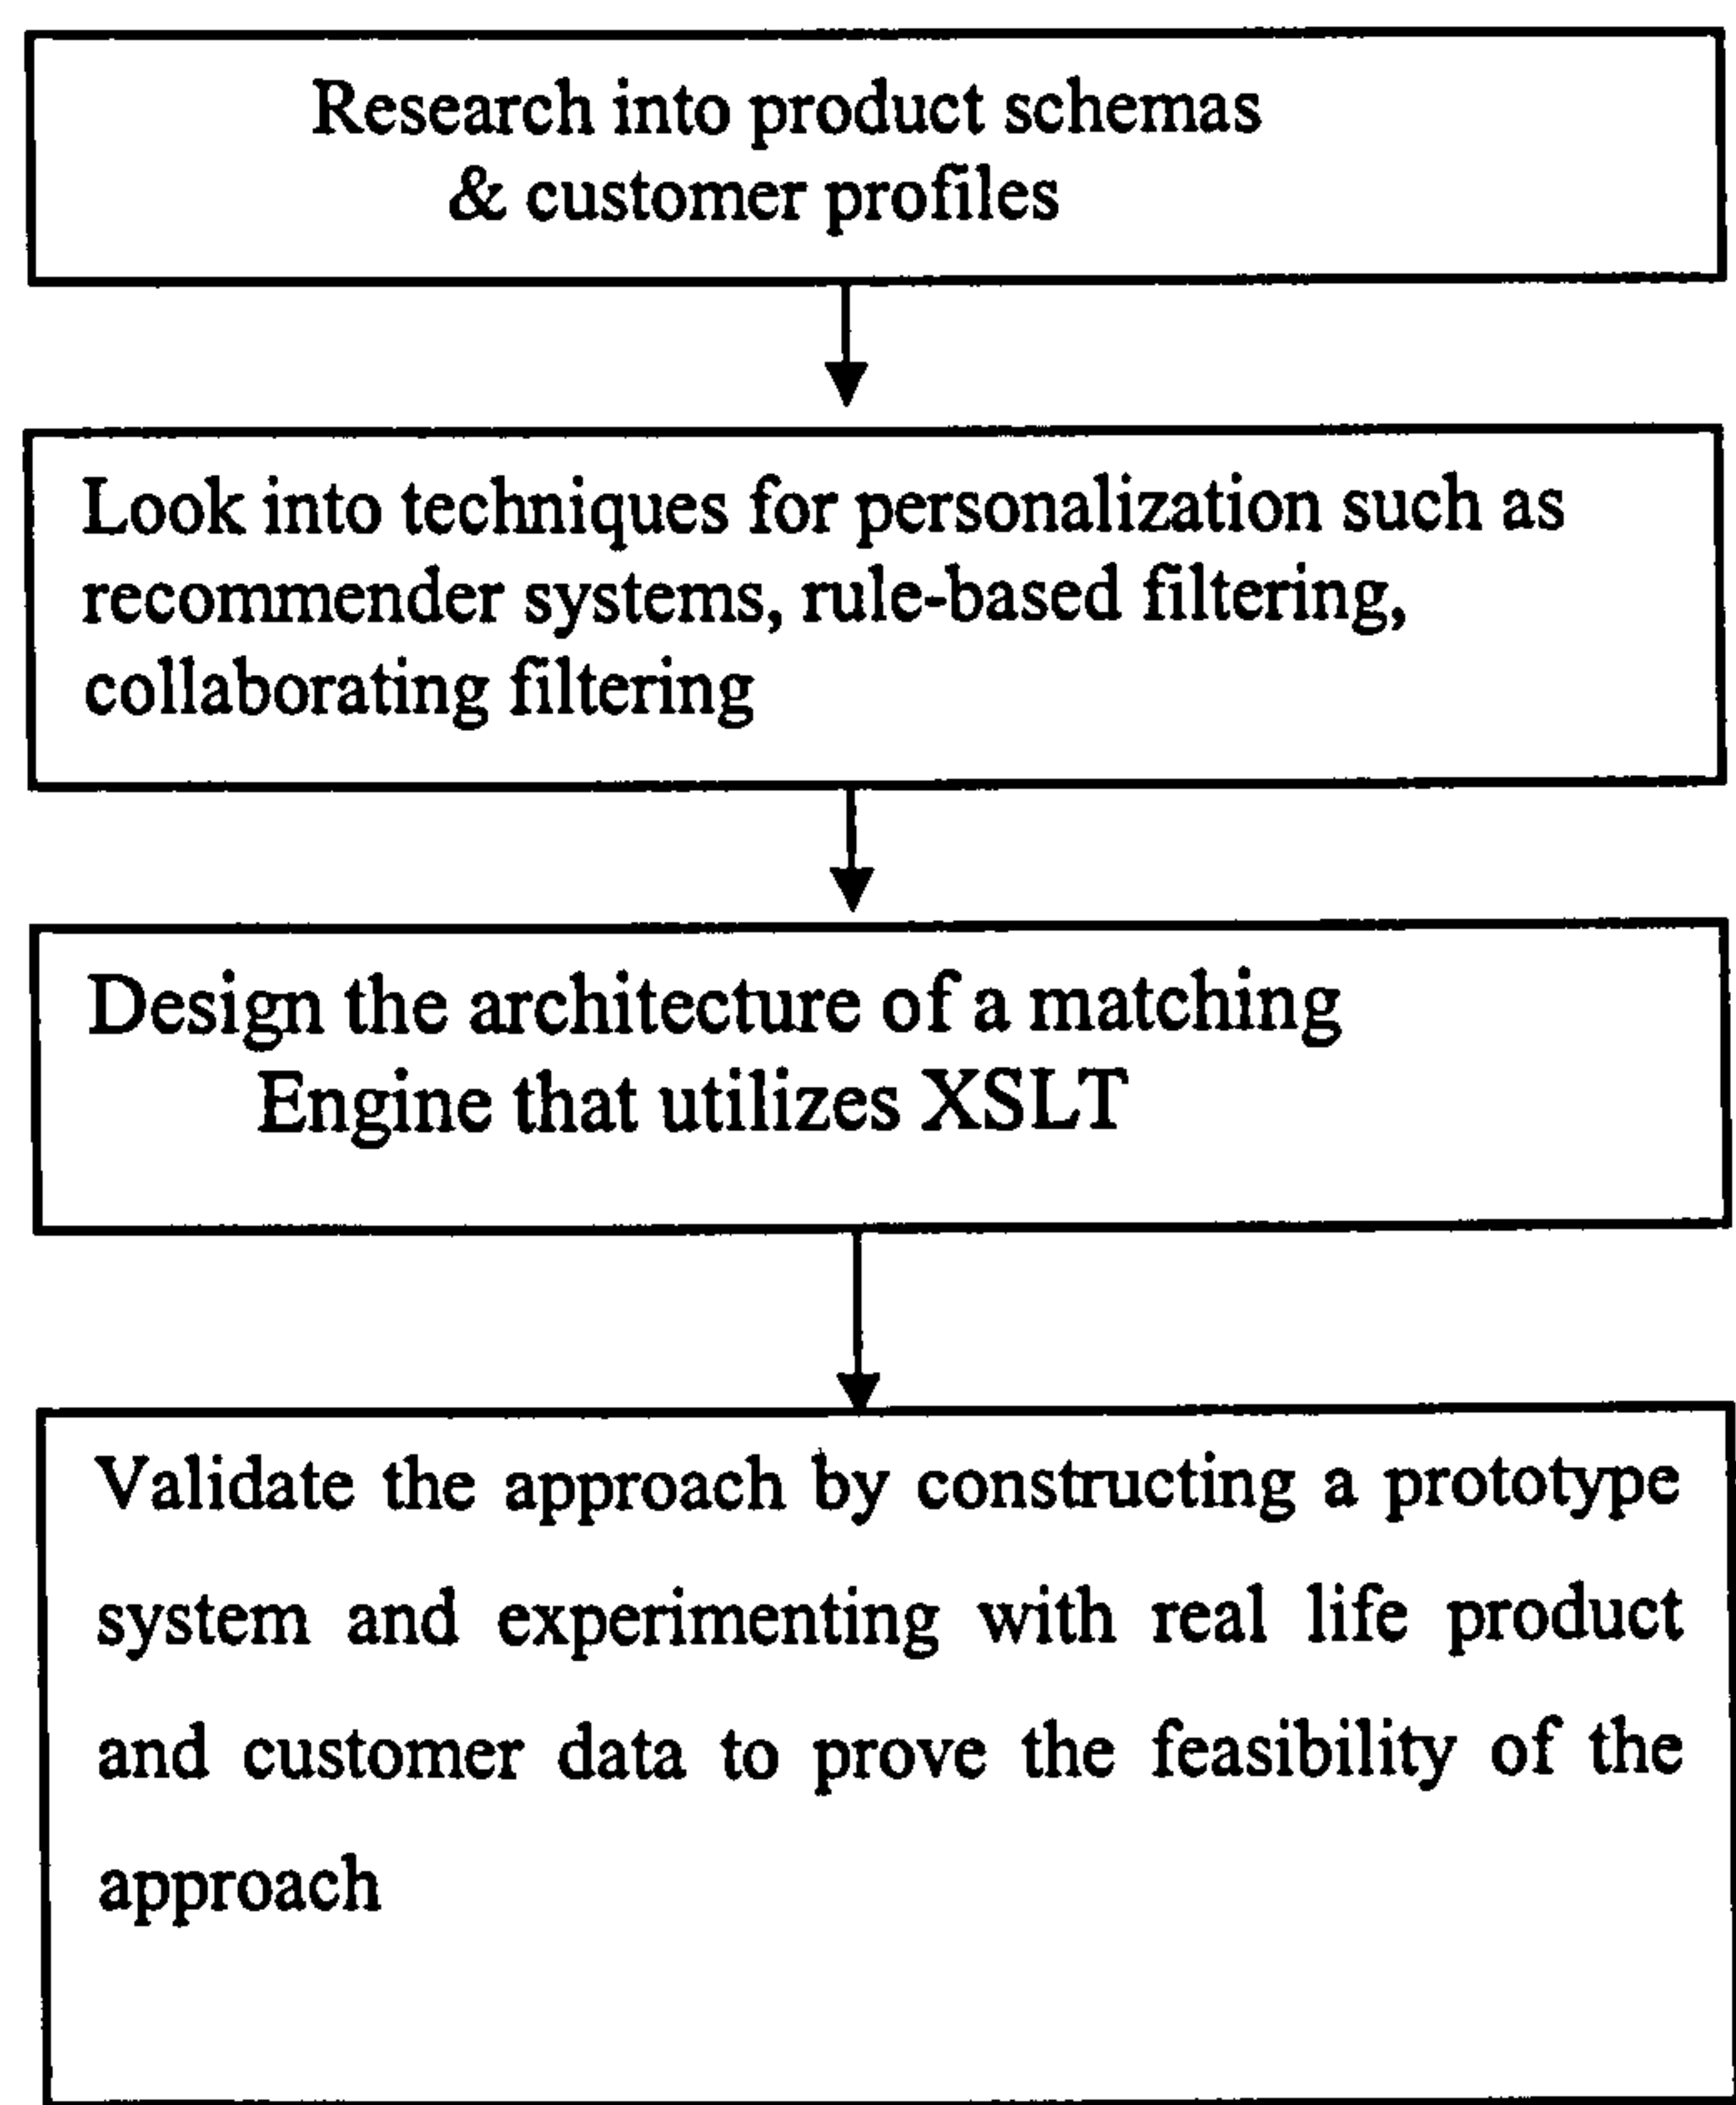 Research into product schemas
& customer profiles
Look into techniques for personalization such as
recommender systems, rule-based filtering,
collaborating filtering
Design the architecture of a matching
Engine that utilizes XSLT
Validate the approach by constructing a prototype
system and experimenting with real life product
and customer data to prove the feasibility of the
approach